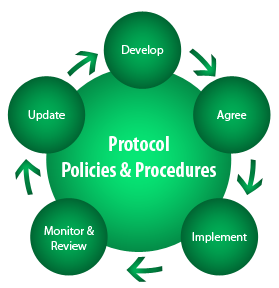 Develop
Agree
Implement
Monitor &
Review
Update
Protocol
Policies & Procedures